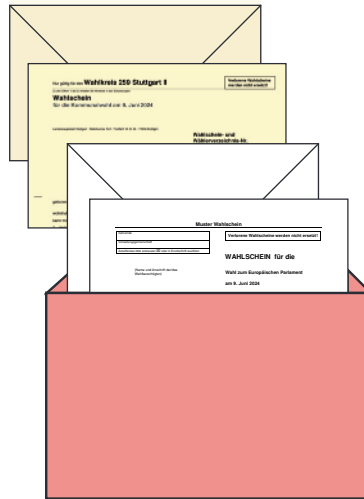 Nur gültig für den Wahlkreis 259 Stuttgart II
Verlorene Wahlscheine
werden nicht ersetzt!
Wahlschein
für die Kommunalwahl am 9. Juni 2024
Wahlschein- und
Wählerverzeichnis-Nr.
Muster Wahlschein
Verlorene Wahlscheine werden nicht ersetzt!
WAHLSCHEIN für die
(Name und Anschrift der/des
Wahlberechtigten)
Wahl zum Europäischen Parlament
am 9. Juni 2024